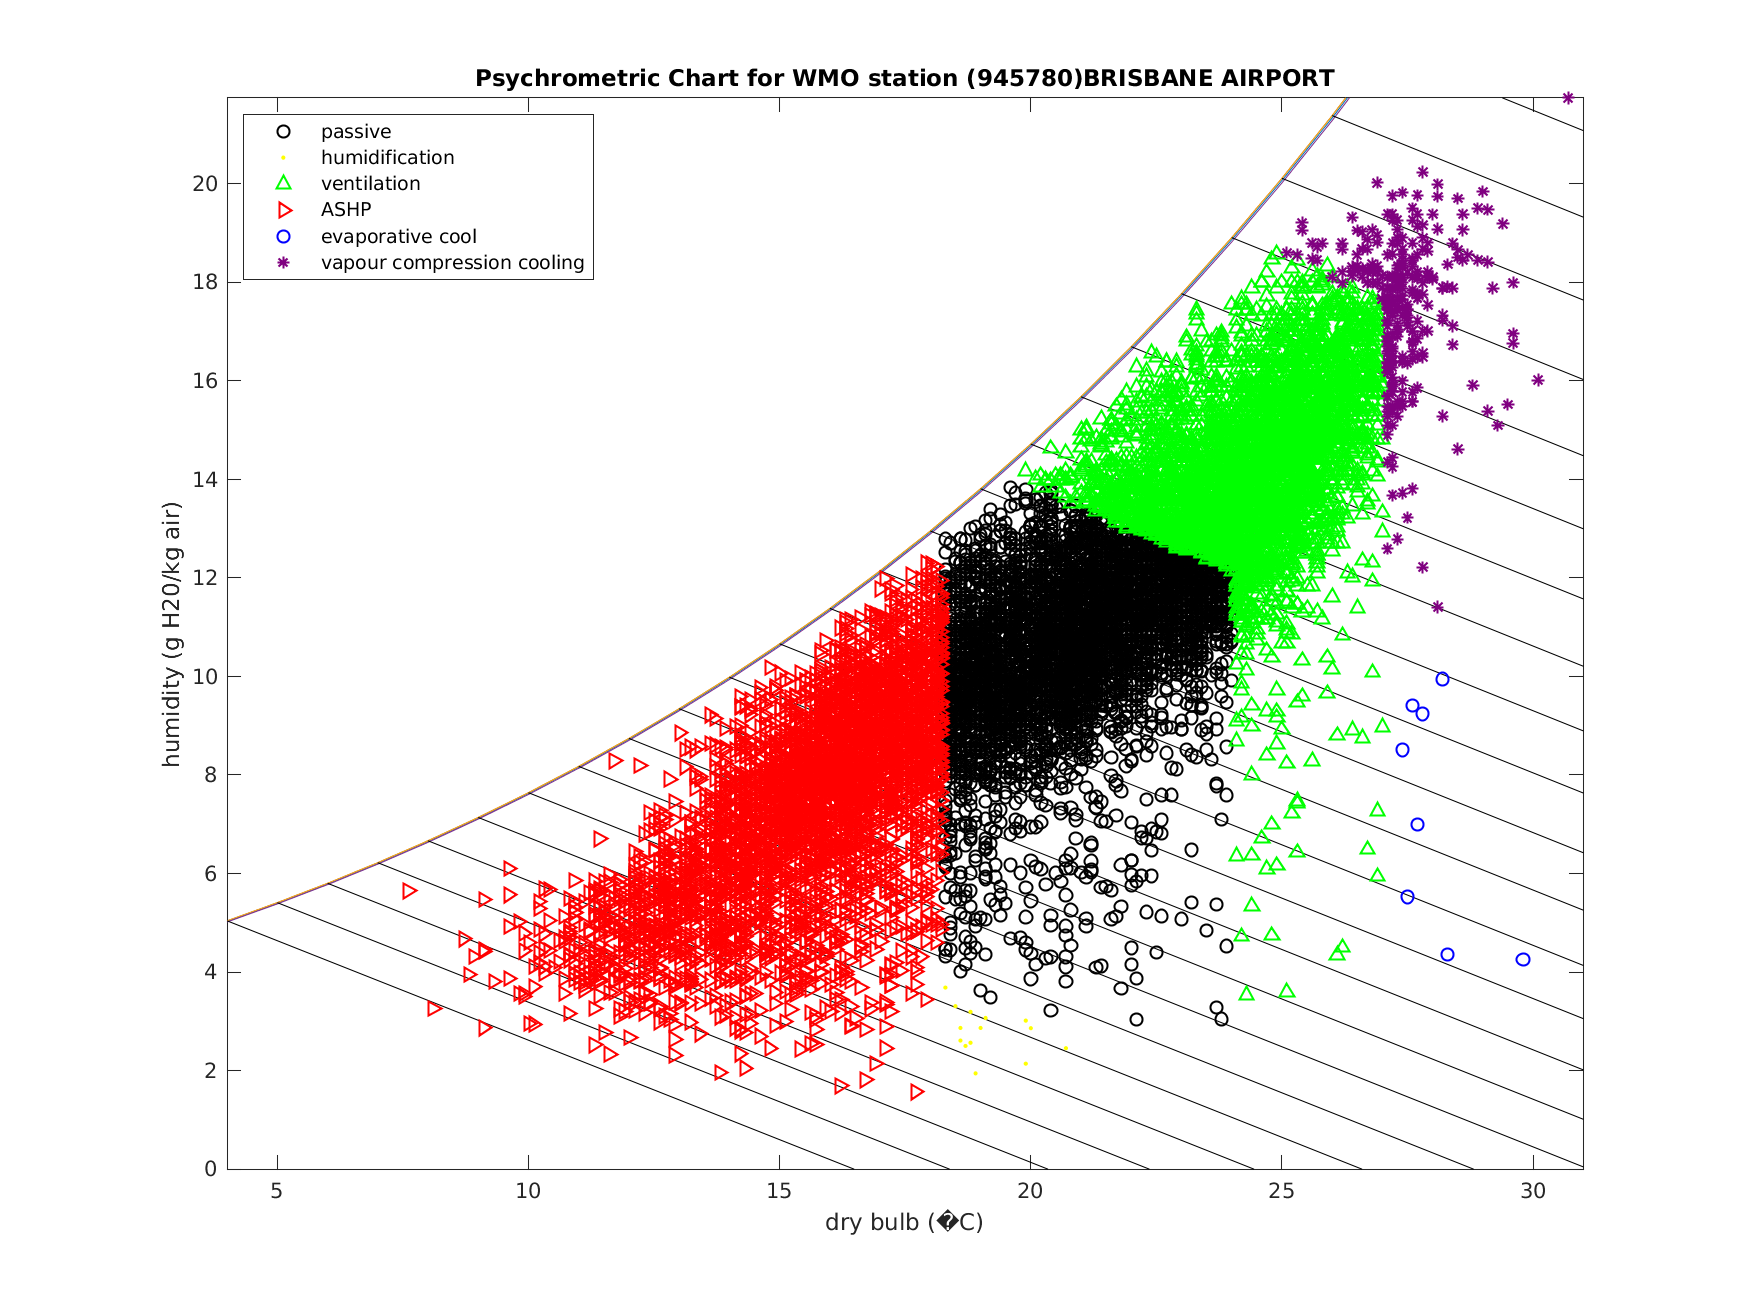 Psychrometric Chart for WMO station (945780)BRISBANE AIRPORT
passive
humidification
ventilation
ASHP
evaporative cool
vapour compression cooling
20
18
16
14
12
10
8
6
4
2
0
humidity (g H20/kg air)
5 10 15 20 25 30
dry bulb (�C)